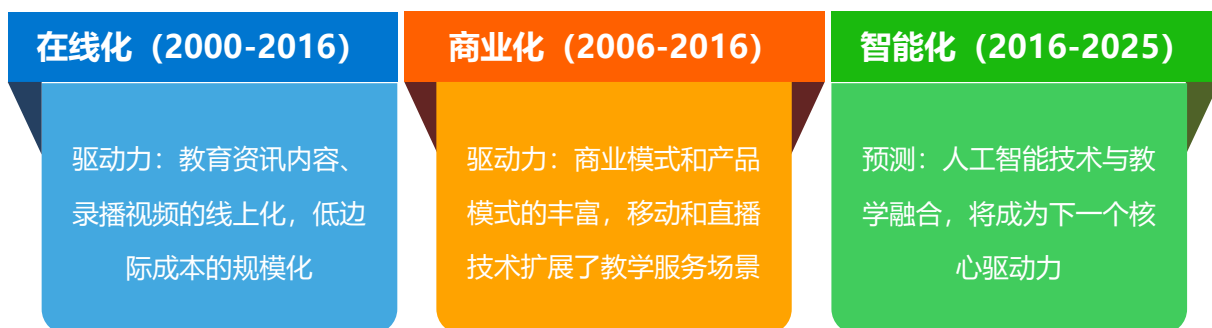 在线化（2000-2016）
驱动力：教育资讯内容、
录播视频的线上化，低边
际成本的规模化
商业化（2006-2016）
驱动力：商业模式和产品
模式的丰富，移动和直播
技术扩展了教学服务场景
智能化（2016-2025）
预测：人工智能技术与教
学融合，将成为下一个核
心驱动力